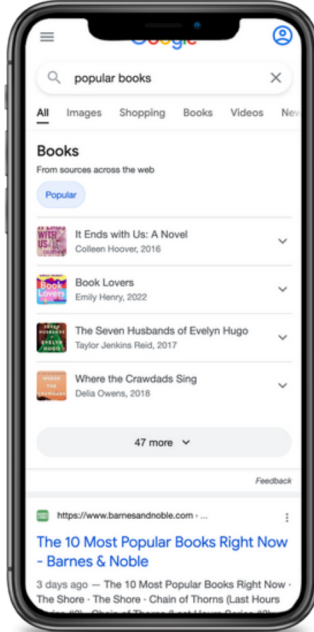 Google
popular books
All Images Shopping Books Videos
Books
From sources across the web
Popular
It Ends with Us: A Novel
Colleen Hoover, 2016
Book Lovers
Emily Henry, 2022
The Seven Husbands of Evelyn Hugo
Taylor Jenkins Reid, 2017
Where the Crawdads Sing
Delia Owens, 2018
47 more
Feedback
https://www.barnesandnoble.com › ...
The 10 Most Popular Books Right Now
- Barnes & Noble
3 days ago — The 10 Most Popular Books Right Now ·
The Shore · The Shore · Chain of Thorns (Last Hours